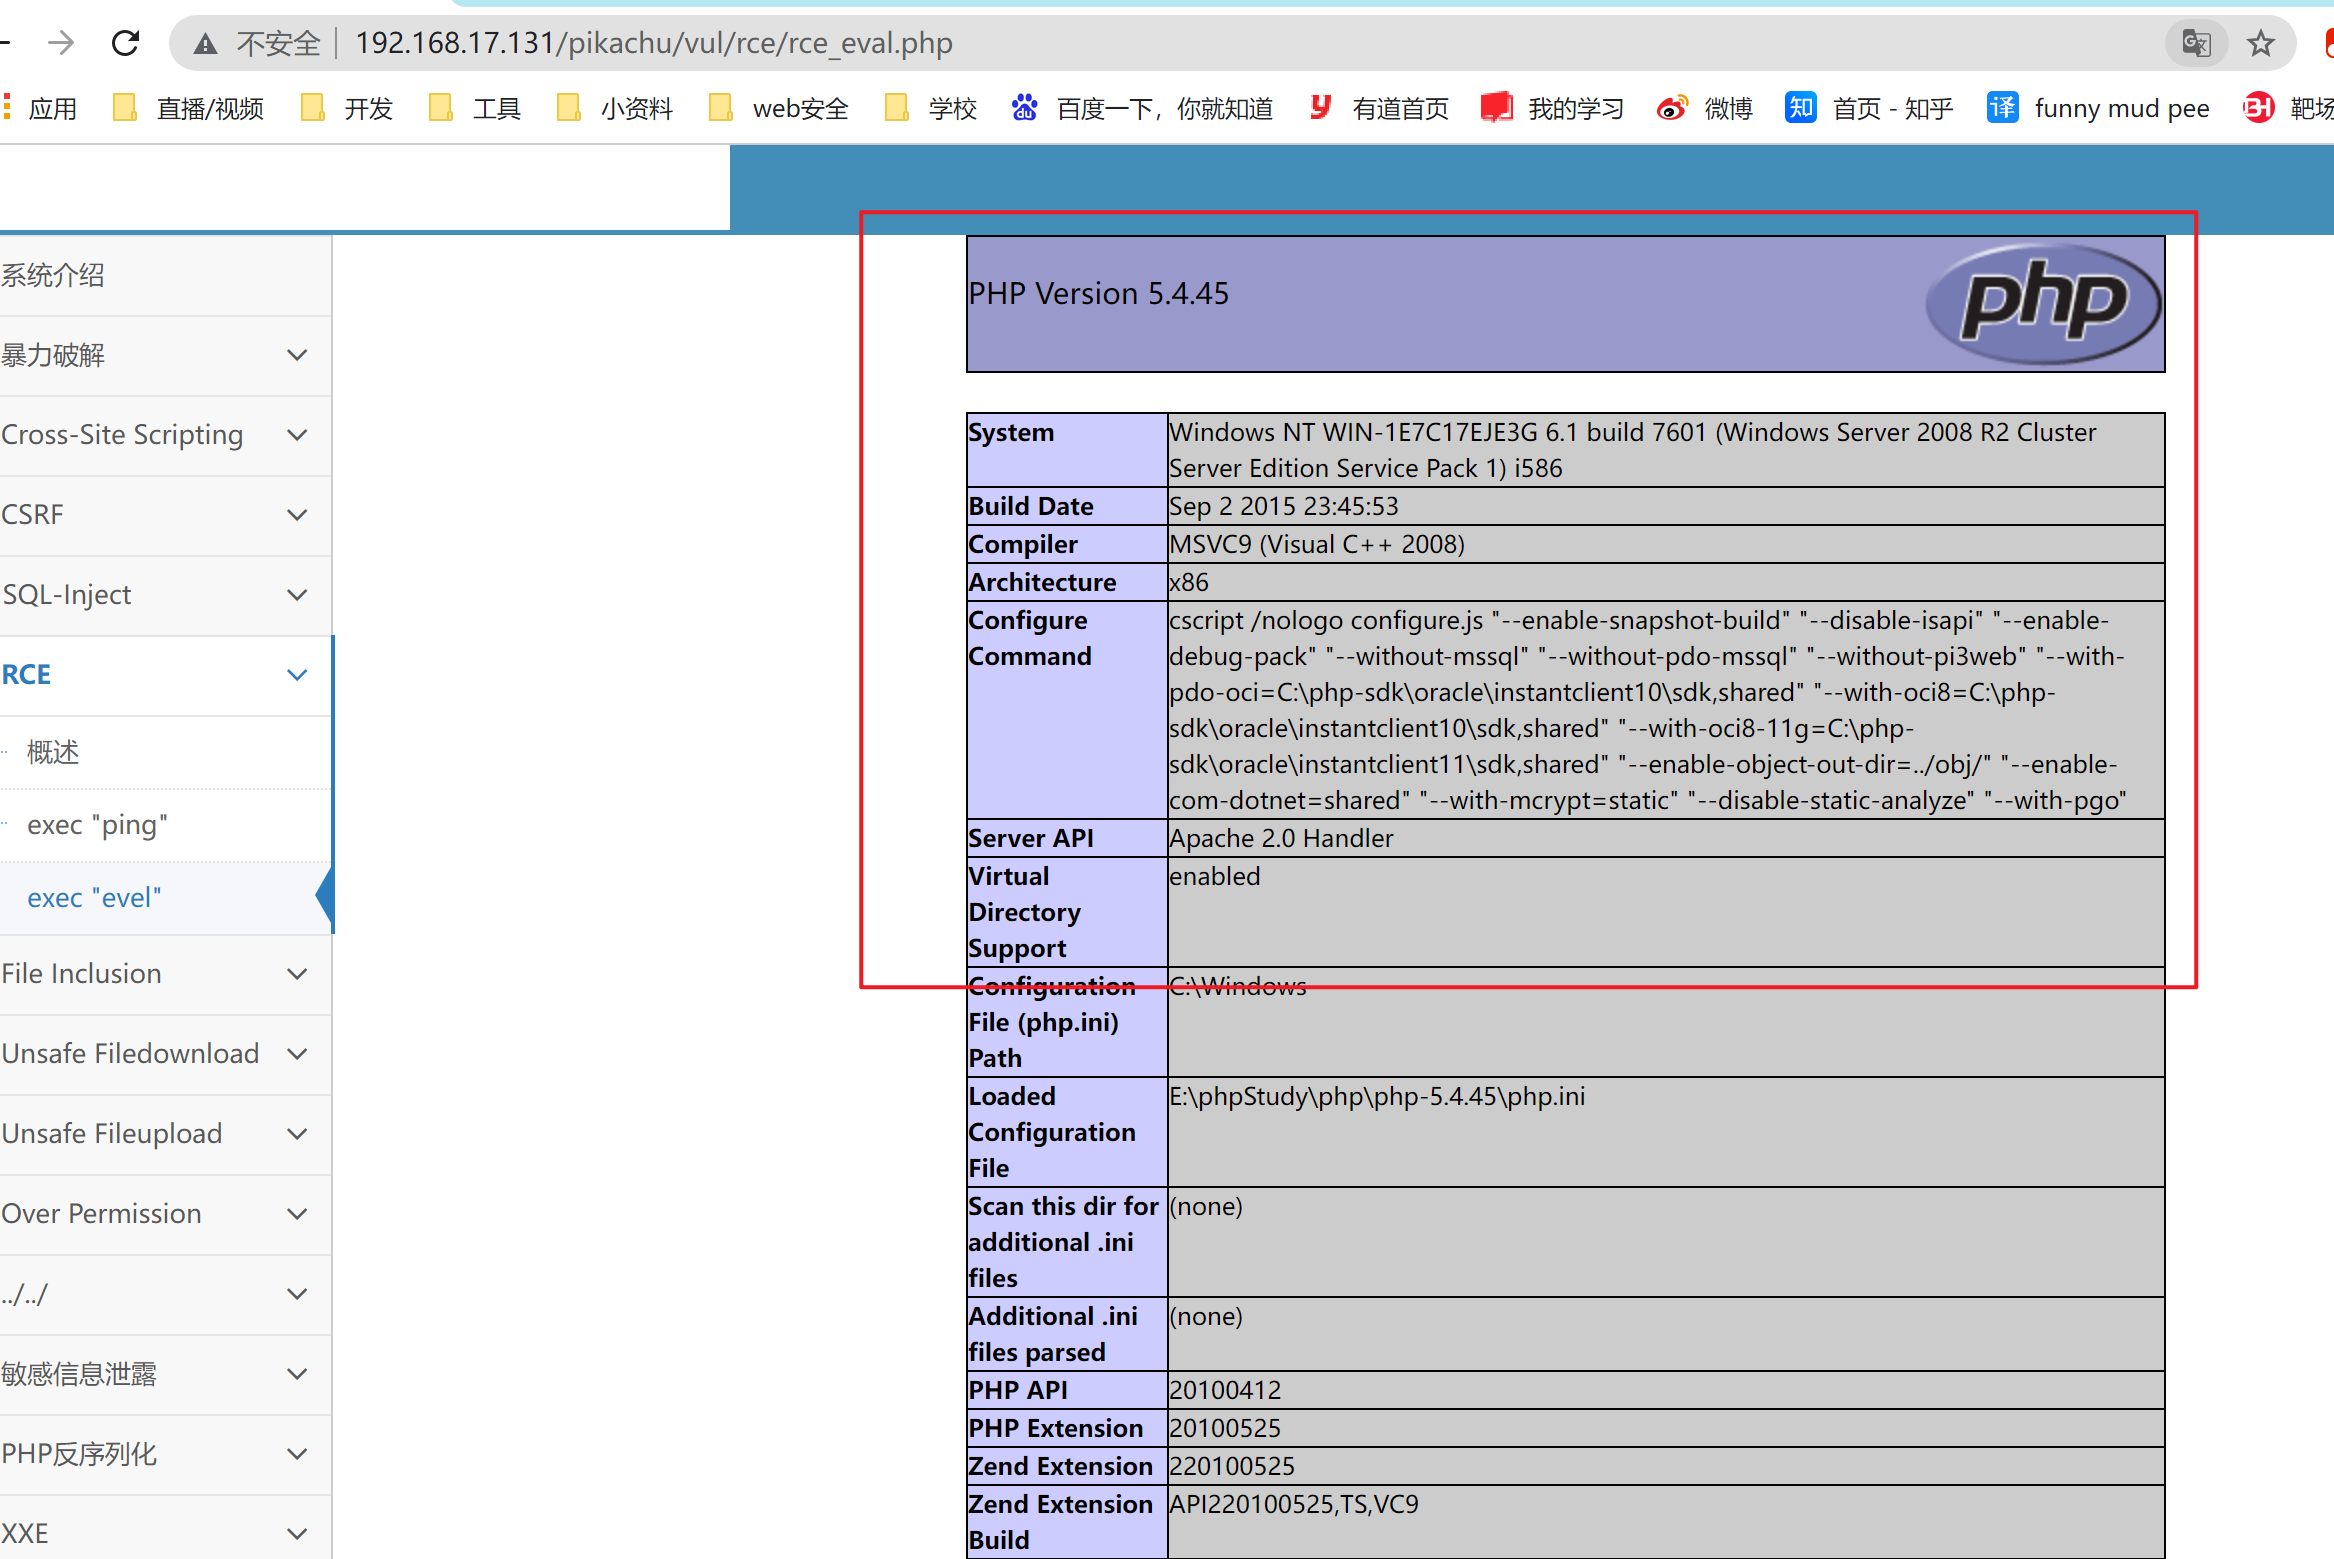 不安全 192.168.17.131/pikachu/vul/rce/rce_eval.php
应用 直播/视频 开发 工具 小资料 web安全 学校 百度一下，你就知道 有道首页 我的学习 微博 首页 - 知乎 funny mud pee 靶场
系统介绍
暴力破解
Cross-Site Scripting
CSRF
SQL-Inject
RCE
概述
exec "ping"
exec "evel"
File Inclusion
Unsafe Filedownload
Unsafe Fileupload
Over Permission
../../
敏感信息泄露
PHP反序列化
XXE
PHP Version 5.4.45
php
System
Windows NT WIN-1E7C17EJE3G 6.1 build 7601 (Windows Server 2008 R2 Cluster
Server Edition Service Pack 1) i586
Build Date
Sep 2 2015 23:45:53
Compiler
MSVC9 (Visual C++ 2008)
Architecture
x86
Configure
Command
cscript /nologo configure.js "--enable-snapshot-build" "--disable-isapi" "--enable-
debug-pack" "--without-mssql" "--without-pdo-mssql" "--without-pi3web" "--with-
pdo-oci=C:\php-sdk\oracle\instantclient10\sdk,shared" "--with-oci8=C:\php-
sdk\oracle\instantclient10\sdk,shared" "--with-oci8-11g=C:\php-
sdk\oracle\instantclient11\sdk,shared" "--enable-object-out-dir=../obj/" "--enable-
com-dotnet=shared" "--with-mcrypt=static" "--disable-static-analyze" "--with-pgo"
Server API
Apache 2.0 Handler
Virtual
Directory
Support
enabled
Configuration
File (php.ini)
Path
C:\Windows
Loaded
Configuration
File
E:\phpStudy\php\php-5.4.45\php.ini
Scan this dir for
additional .ini
files
(none)
Additional .ini
files parsed
(none)
PHP API
20100412
PHP Extension
20100525
Zend Extension
220100525
Zend Extension
Build
API220100525,TS,VC9